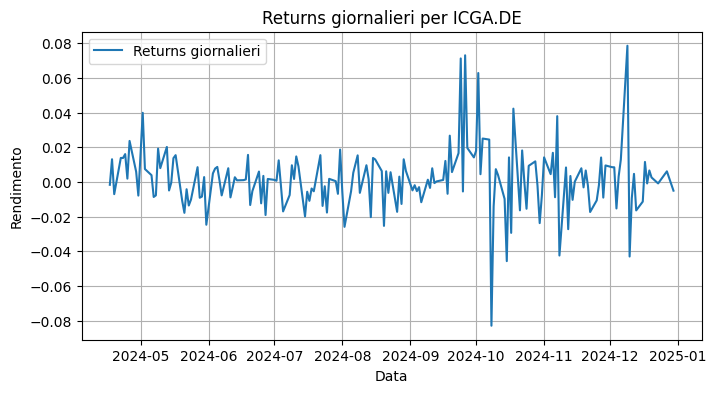 Returns giornalieri per ICGA.DE
Returns giornalieri
0.08
0.06
0.04
0.02
0.00
−0.02
−0.04
−0.06
−0.08
Rendimento
2024-05 2024-06 2024-07 2024-08 2024-09 2024-10 2024-11 2024-12 2025-01
Data